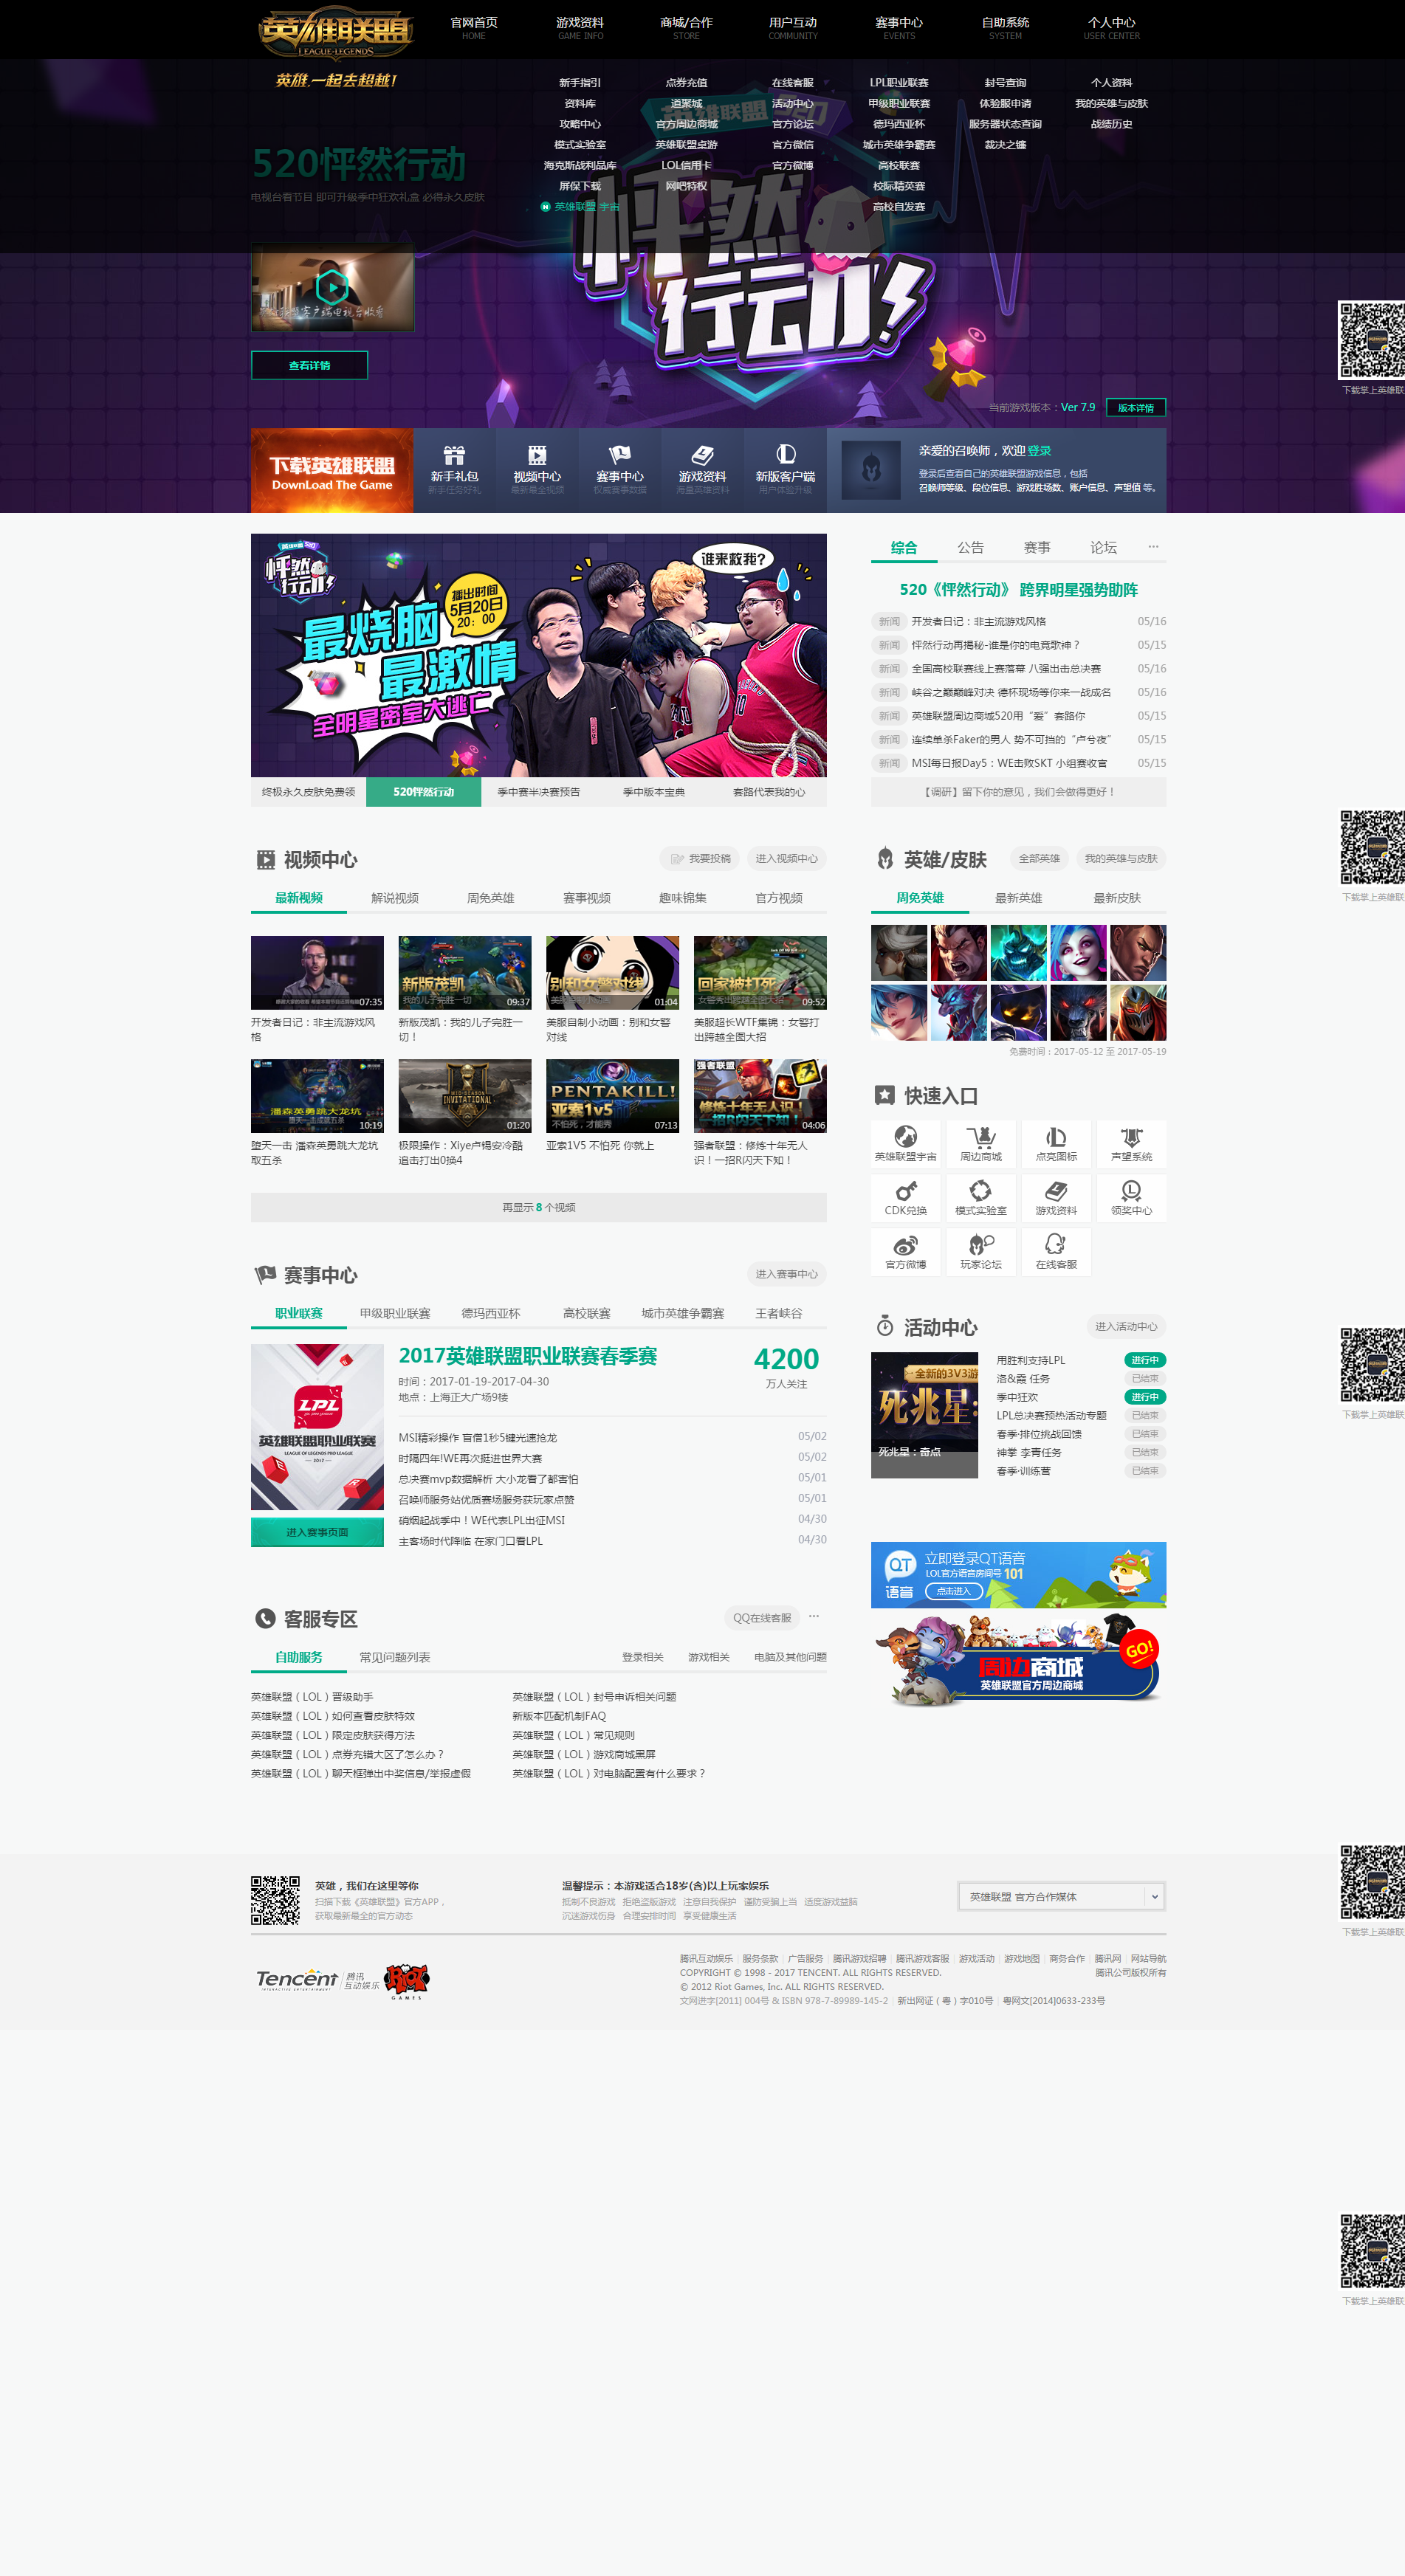 英雄联盟
LEAGUE OF LEGENDS
英雄,一起去超越!
官网首页
HOME
游戏资料
GAME INFO
商城/合作
STORE
用户互动
COMMUNITY
赛事中心
EVENTS
自助系统
SYSTEM
个人中心
USER CENTER
新手指引
资料库
攻略中心
模式实验室
海克斯战利品库
屏保下载
英雄联盟 宇宙
点券充值
道聚城
官方周边商城
英雄联盟桌游
LOL信用卡
网吧特权
在线客服
活动中心
官方论坛
官方微信
官方微博
LPL职业联赛
甲级职业联赛
德玛西亚杯
城市英雄争霸赛
高校联赛
校际精英赛
高校自发赛
封号查询
体验服申请
服务器状态查询
裁决之镰
个人资料
我的英雄与皮肤
战绩历史
520怦然行动
电视台看节目 即可升级季中狂欢礼盒 必得永久皮肤
英雄联盟 520
怦然
行动!
查看详情
当前游戏版本：Ver 7.9
版本详情
下载英雄联盟
DownLoad The Game
新手礼包
新手任务好礼
视频中心
最新最全视频
赛事中心
权威赛事数据
游戏资料
海量英雄资料
新版客户端
用户体验升级
亲爱的召唤师，欢迎 登录
登录后查看自己的英雄联盟游戏信息，包括
召唤师等级、段位信息、游戏胜场数、账户信息、声望值 等。
怦然
行动!
最烧脑
最激情
全明星密室大逃亡
播出时间
5月20日
20：00
谁来救我?
终极永久皮肤免费领
520怦然行动
季中赛半决赛预告
季中版本宝典
套路代表我的心
综合
公告
赛事
论坛
···
520《怦然行动》 跨界明星强势助阵
新闻 开发者日记：非主流游戏风格 05/16
新闻 怦然行动再揭秘-谁是你的电竞歌神？ 05/15
新闻 全国高校联赛线上赛落幕 八强出击总决赛 05/16
新闻 峡谷之巅巅峰对决 德杯现场等你来一战成名 05/16
新闻 英雄联盟周边商城520用“爱”套路你 05/15
新闻 连续单杀Faker的男人 势不可挡的“卢兮夜” 05/15
新闻 MSI每日报Day5：WE击败SKT 小组赛收官 05/15
【调研】留下你的意见，我们会做得更好！
视频中心
我要投稿
进入视频中心
最新视频
解说视频
周免英雄
赛事视频
趣味锦集
官方视频
07:35
开发者日记：非主流游戏风格
新版茂凯
我的儿子完胜一切
09:37
新版茂凯：我的儿子完胜一切！
别和女警对线
01:04
美服自制小动画：别和女警对线
回家被打死
女警秀出跨越全图大招
09:52
美服超长WTF集锦：女警打出跨越全图大招
潘森英勇跳大龙坑
堕天一击成就五杀
10:19
堕天一击 潘森英勇跳大龙坑取五杀
MID-SEASON
INVITATIONAL
01:20
极限操作：Xiye卢锡安冷酷追击打出0换4
PENTAKILL!
亚索1v5
不怕死，才能秀
07:13
亚索1V5 不怕死 你就上
强者联盟
修炼十年无人识！
一招R闪天下知！
04:06
强者联盟：修炼十年无人识！一招R闪天下知！
再显示 8 个视频
英雄/皮肤
全部英雄
我的英雄与皮肤
周免英雄
最新英雄
最新皮肤
免费时间：2017-05-12 至 2017-05-19
快速入口
英雄联盟宇宙
周边商城
点亮图标
声望系统
CDK兑换
模式实验室
游戏资料
领奖中心
官方微博
玩家论坛
在线客服
赛事中心
进入赛事中心
职业联赛
甲级职业联赛
德玛西亚杯
高校联赛
城市英雄争霸赛
王者峡谷
LPL
英雄联盟职业联赛
LEAGUE OF LEGENDS PRO LEAGUE
2017
进入赛事页面
2017英雄联盟职业联赛春季赛
时间：2017-01-19-2017-04-30
地点：上海正大广场9楼
4200
万人关注
MSI精彩操作 盲僧1秒5键光速抢龙 05/02
时隔四年!WE再次挺进世界大赛 05/02
总决赛mvp数据解析 大小龙看了都害怕 05/01
召唤师服务站优质赛场服务获玩家点赞 05/01
硝烟起战季中！WE代表LPL出征MSI 04/30
主客场时代降临 在家门口看LPL 04/30
活动中心
进入活动中心
全新的3V3游
死兆星:
死兆星：奇点
用胜利支持LPL 进行中
洛&霞 任务 已结束
季中狂欢 进行中
LPL总决赛预热活动专题 已结束
春季·排位挑战回馈 已结束
神拳 李青任务 已结束
春季·训练营 已结束
QT
语音
立即登录QT语音
LOL官方语音房间号 101
点击进入
周边商城
英雄联盟官方周边商城
GO!
客服专区
QQ在线客服
···
自助服务
常见问题列表
登录相关
游戏相关
电脑及其他问题
英雄联盟（LOL）晋级助手
英雄联盟（LOL）封号申诉相关问题
英雄联盟（LOL）如何查看皮肤特效
新版本匹配机制FAQ
英雄联盟（LOL）限定皮肤获得方法
英雄联盟（LOL）常见规则
英雄联盟（LOL）点券充错大区了怎么办？
英雄联盟（LOL）游戏商城黑屏
英雄联盟（LOL）聊天框弹出中奖信息/举报虚假
英雄联盟（LOL）对电脑配置有什么要求？
英雄，我们在这里等你
扫描下载《英雄联盟》官方APP，
获取最新最全的官方动态
温馨提示：本游戏适合18岁(含)以上玩家娱乐
抵制不良游戏 拒绝盗版游戏 注意自我保护 谨防受骗上当 适度游戏益脑
沉迷游戏伤身 合理安排时间 享受健康生活
英雄联盟 官方合作媒体
Tencent
腾讯
互动娱乐
RIOT
GAMES
腾讯互动娱乐 | 服务条款 | 广告服务 | 腾讯游戏招聘 | 腾讯游戏客服 | 游戏活动 | 游戏地图 | 商务合作 | 腾讯网 | 网站导航
COPYRIGHT © 1998 - 2017 TENCENT. ALL RIGHTS RESERVED. 腾讯公司版权所有
© 2012 Riot Games, Inc. ALL RIGHTS RESERVED.
文网进字[2011] 004号 & ISBN 978-7-89989-145-2 | 新出网证（粤）字010号 | 粤网文[2014]0633-233号
下载掌上英雄联
下载掌上英雄联
下载掌上英雄联
下载掌上英雄联
下载掌上英雄联